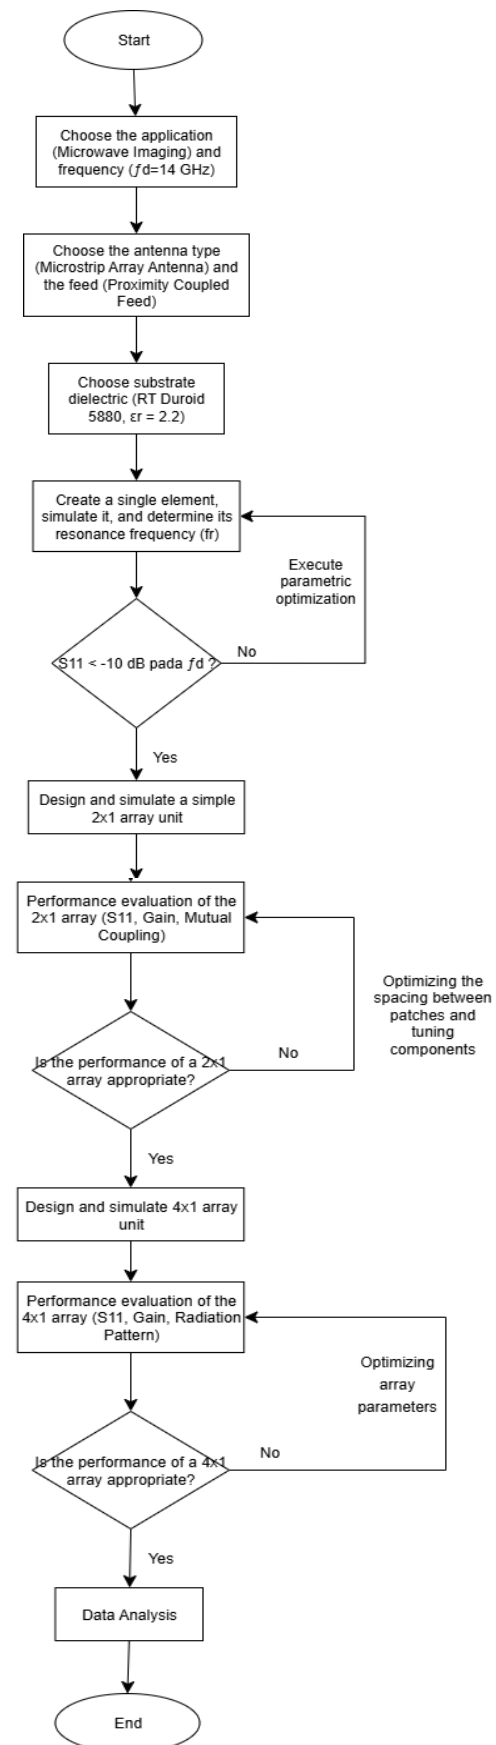 Start
Choose the application
(Microwave Imaging) and
frequency (ƒd=14 GHz)
Choose the antenna type
(Microstrip Array Antenna) and
the feed (Proximity Coupled
Feed)
Choose substrate
dielectric (RT Duroid
5880, εr = 2.2)
Create a single element,
simulate it, and determine its
resonance frequency (fr)
Execute
parametric
optimization
S11 < -10 dB pada ƒd ?
No
Yes
Design and simulate a simple
2x1 array unit
Performance evaluation of the
2x1 array (S11, Gain, Mutual
Coupling)
Optimizing the
spacing between
patches and
tuning
components
Is the performance of a 2x1
array appropriate?
No
Yes
Design and simulate 4x1 array
unit
Performance evaluation of the
4x1 array (S11, Gain, Radiation
Pattern)
Optimizing
array
parameters
Is the performance of a 4x1
array appropriate?
No
Yes
Data Analysis
End